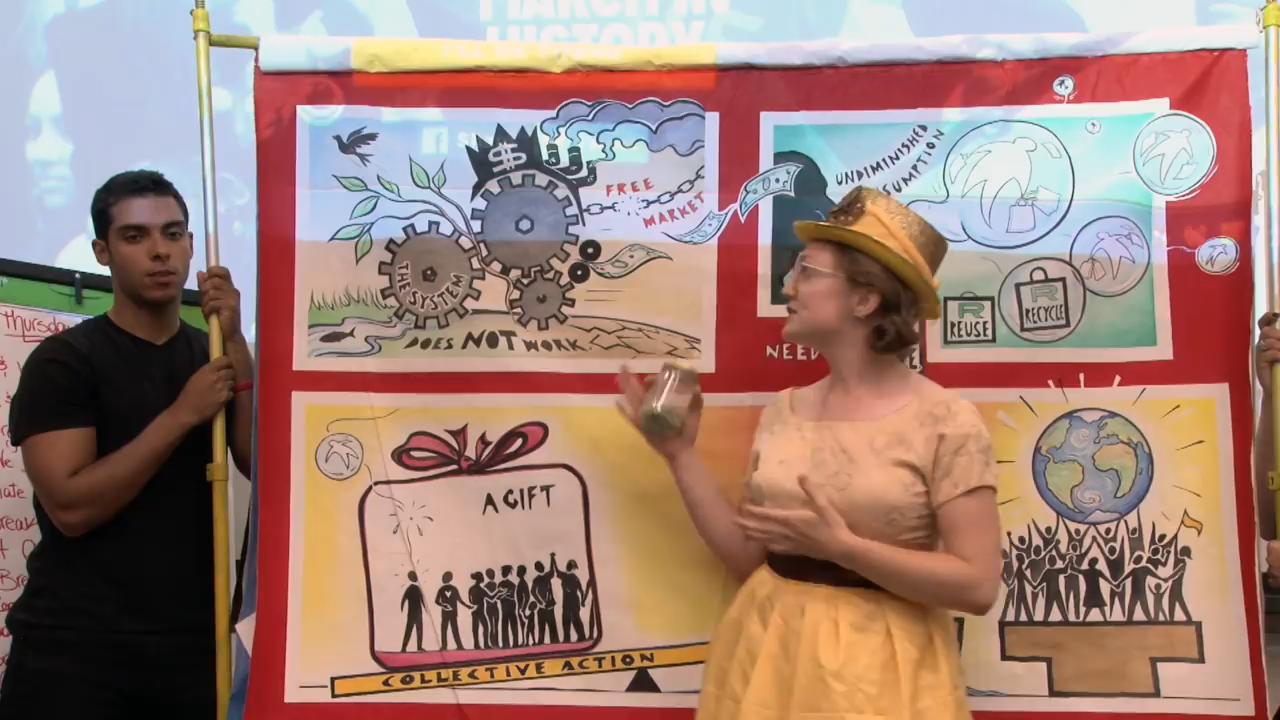 MARCH IN
HISTORY
Thursday
$
FREE
MARKET
THE SYSTEM
DOES NOT WORK
UNDIMINISHED
SUMPTION
R
REUSE
R
RECYCLE
NEED
A GIFT
COLLECTIVE ACTION